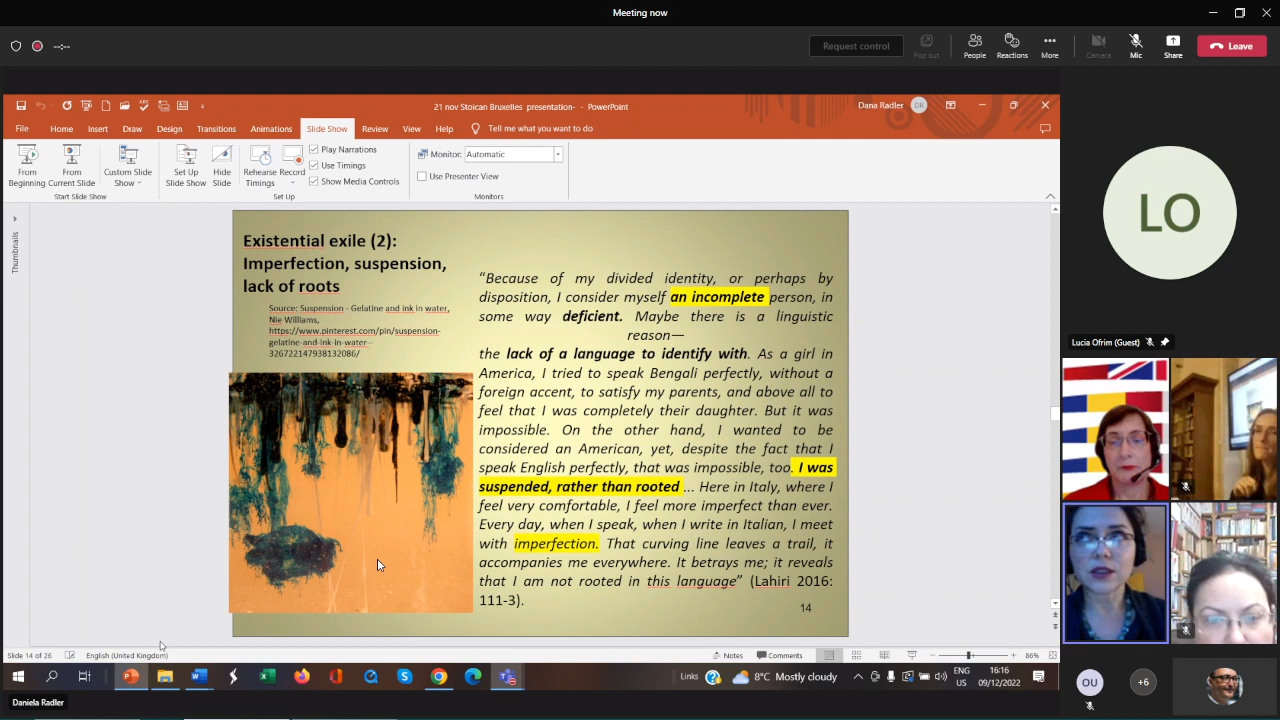 Meeting now
--:--
Request control
Pop out
People
Reactions
More
Camera
Mic
Share
Leave
21 nov Stoican Bruxelles presentation- - PowerPoint
Dana Radler
DR
File
Home
Insert
Draw
Design
Transitions
Animations
Slide Show
Review
View
Help
Tell me what you want to do
From Beginning
From Current Slide
Custom Slide Show
Set Up Slide Show
Hide Slide
Rehearse Timings
Record
Play Narrations
Use Timings
Show Media Controls
Monitor:
Automatic
Use Presenter View
Start Slide Show
Set Up
Monitors
Thumbnails
Existential exile (2):
Imperfection, suspension,
lack of roots
Source: Suspension - Gelatine and ink in water,
Nie Williams,
https://www.pinterest.com/pin/suspension-
gelatine-and-ink-in-water--
326722147938132086/
“Because of my divided identity, or perhaps by
disposition, I consider myself an incomplete person, in
some way deficient. Maybe there is a linguistic
reason—
the lack of a language to identify with. As a girl in
America, I tried to speak Bengali perfectly, without a
foreign accent, to satisfy my parents, and above all to
feel that I was completely their daughter. But it was
impossible. On the other hand, I wanted to be
considered an American, yet, despite the fact that I
speak English perfectly, that was impossible, too. I was
suspended, rather than rooted ... Here in Italy, where I
feel very comfortable, I feel more imperfect than ever.
Every day, when I speak, when I write in Italian, I meet
with imperfection. That curving line leaves a trail, it
accompanies me everywhere. It betrays me; it reveals
that I am not rooted in this language” (Lahiri 2016:
111-3).
14
LO
Lucia Ofrim (Guest)
OU
+6
Slide 14 of 26
English (United Kingdom)
Notes
Comments
86%
Links
8°C Mostly cloudy
ENG
US
16:16
09/12/2022
Daniela Radler